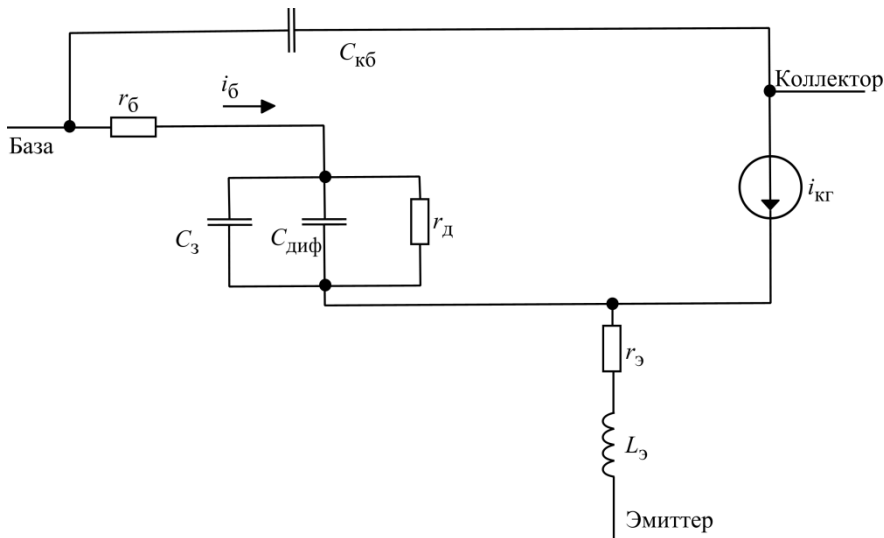 Cкб
Коллектор
iб
rб
База
iкг
Cз
Cдиф
rд
rэ
Lэ
Эмиттер